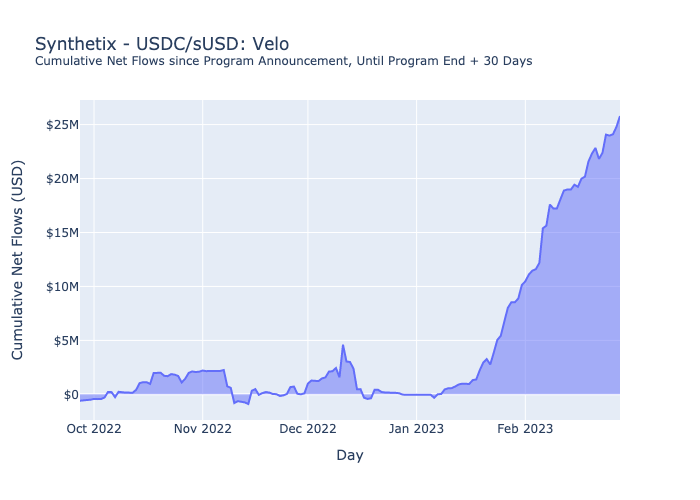 Synthetix - USDC/sUSD: Velo
Cumulative Net Flows since Program Announcement, Until Program End + 30 Days
Cumulative Net Flows (USD)
$25M
$20M
$15M
$10M
$5M
$0
Oct 2022
Nov 2022
Dec 2022
Jan 2023
Feb 2023
Day